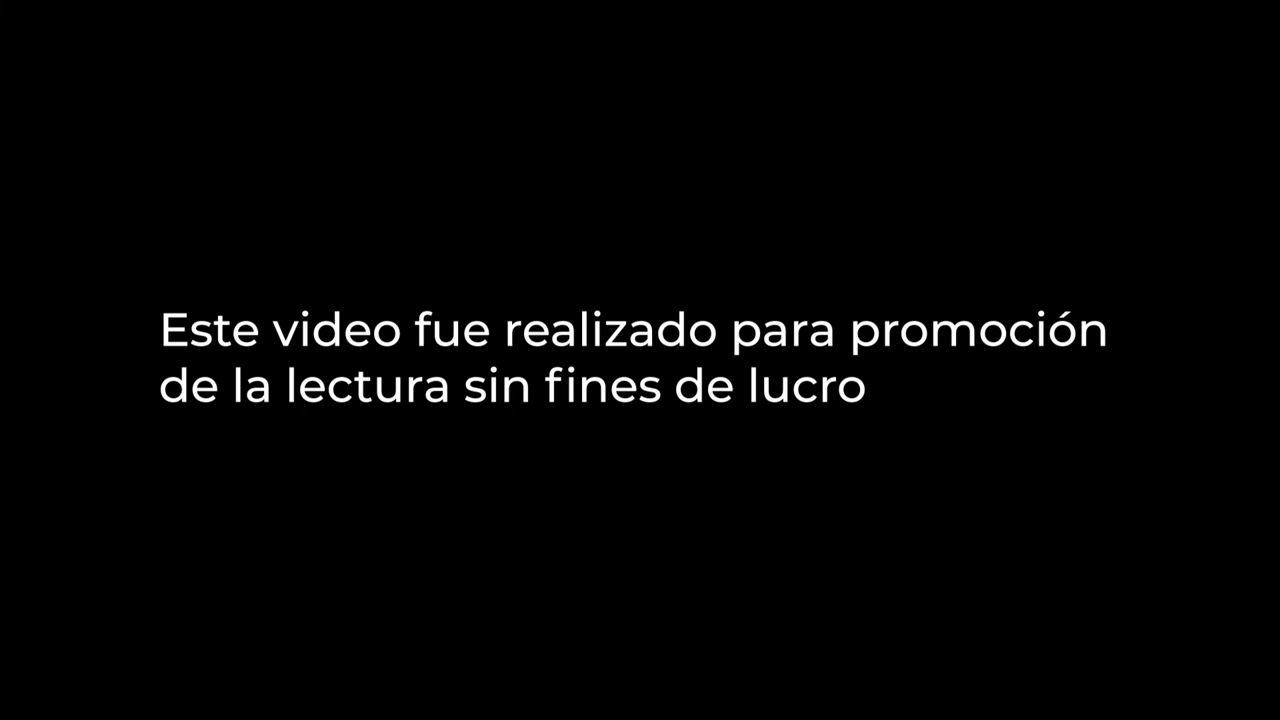 Este video fue realizado para promoción
de la lectura sin fines de lucro